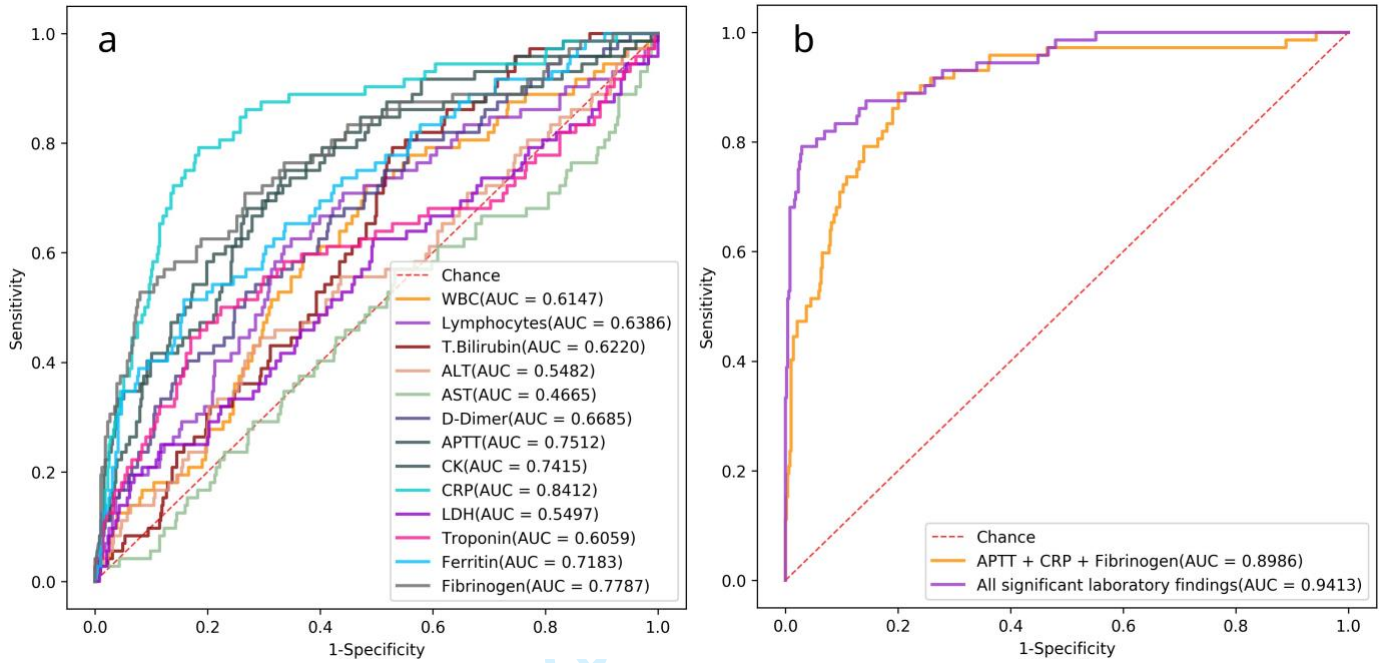 a
1.0
0.8
0.6
0.4
0.2
0.0
Sensitivity
0.0 0.2 0.4 0.6 0.8 1.0
1-Specificity
Chance
WBC(AUC = 0.6147)
Lymphocytes(AUC = 0.6386)
T.Bilirubin(AUC = 0.6220)
ALT(AUC = 0.5482)
AST(AUC = 0.4665)
D-Dimer(AUC = 0.6685)
APTT(AUC = 0.7512)
CK(AUC = 0.7415)
CRP(AUC = 0.8412)
LDH(AUC = 0.5497)
Troponin(AUC = 0.6059)
Ferritin(AUC = 0.7183)
Fibrinogen(AUC = 0.7787)
b
1.0
0.8
0.6
0.4
0.2
0.0
Sensitivity
0.0 0.2 0.4 0.6 0.8 1.0
1-Specificity
Chance
APTT + CRP + Fibrinogen(AUC = 0.8986)
All significant laboratory findings(AUC = 0.9413)